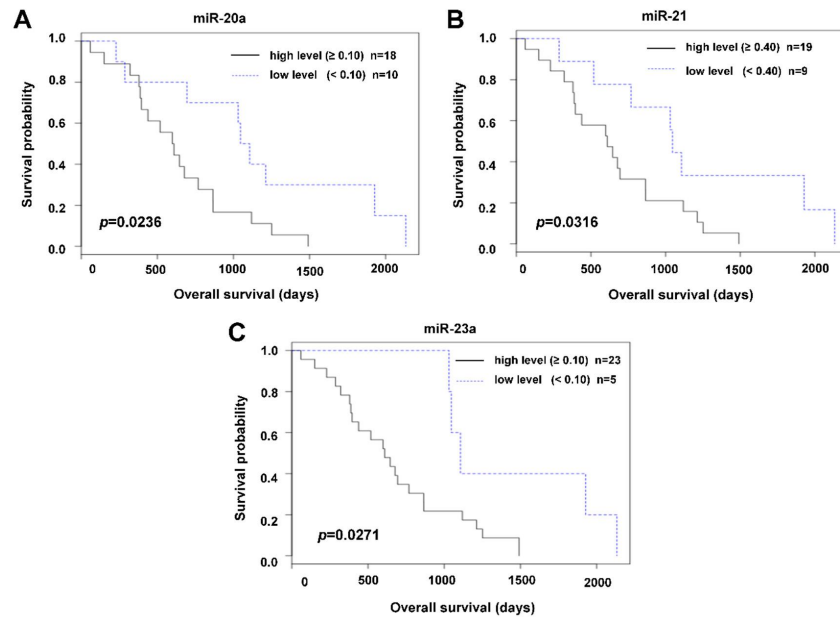 A
miR-20a
1.0
0.8
0.6
0.4
0.2
0.0
Survival probability
high level (≥ 0.10) n=18
low level (< 0.10) n=10
p=0.0236
0 500 1000 1500 2000
Overall survival (days)
B
miR-21
1.0
0.8
0.6
0.4
0.2
0.0
Survival probability
high level (≥ 0.40) n=19
low level (< 0.40) n=9
p=0.0316
0 500 1000 1500 2000
Overall survival (days)
C
miR-23a
1.0
0.8
0.6
0.4
0.2
0.0
Survival probability
high level (≥ 0.10) n=23
low level (< 0.10) n=5
p=0.0271
0 500 1000 1500 2000
Overall survival (days)